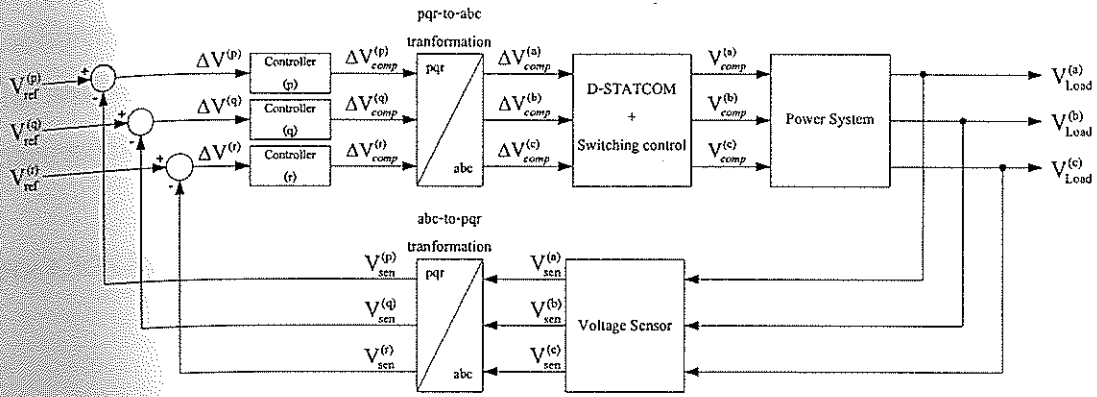 pqr-to-abc
tranformation
V_ref^(p)
+
-
ΔV^(p)
Controller
(p)
ΔV_comp^(p)
pqr
ΔV_comp^(a)
V_comp^(a)
V_Load^(a)
V_ref^(q)
+
-
ΔV^(q)
Controller
(q)
ΔV_comp^(q)
ΔV_comp^(b)
D-STATCOM
+
Switching control
V_comp^(b)
Power System
V_Load^(b)
V_ref^(r)
+
-
ΔV^(r)
Controller
(r)
ΔV_comp^(r)
abc
ΔV_comp^(c)
V_comp^(c)
V_Load^(c)
abc-to-pqr
tranformation
V_sen^(p)
pqr
V_sen^(a)
V_sen^(q)
V_sen^(b)
Voltage Sensor
V_sen^(r)
abc
V_sen^(c)